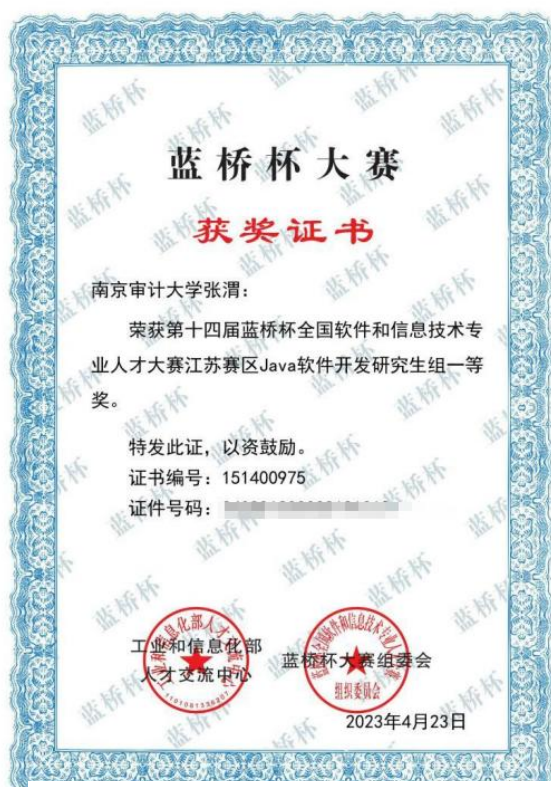 蓝桥杯大赛
获奖证书
南京审计大学张渭：
荣获第十四届蓝桥杯全国软件和信息技术专
业人才大赛江苏赛区Java软件开发研究生组一等
奖。
特发此证，以资鼓励。
证书编号：151400975
证件号码：
工业和信息化部
人才交流中心
蓝桥杯大赛组委会
组织委员会
2023年4月23日